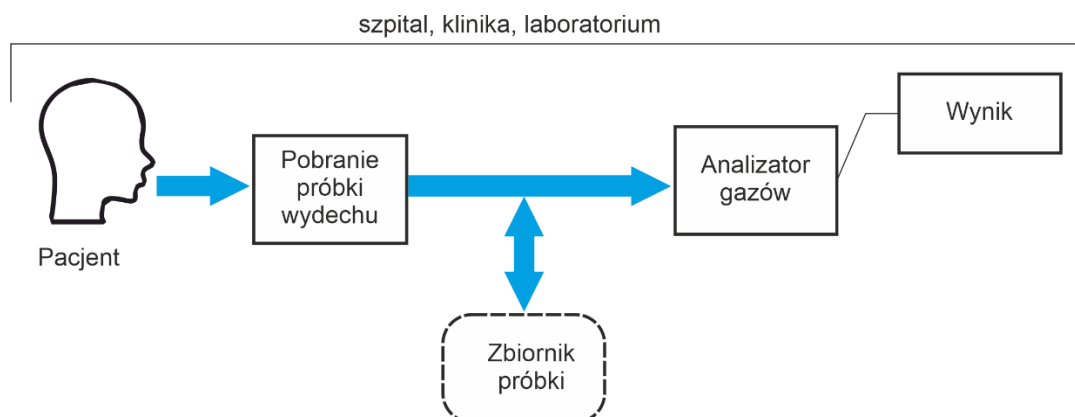 szpital, klinika, laboratorium
Wynik
Pobranie
próbki
wydechu
Analizator
gazów
Pacjent
Zbiornik
próbki